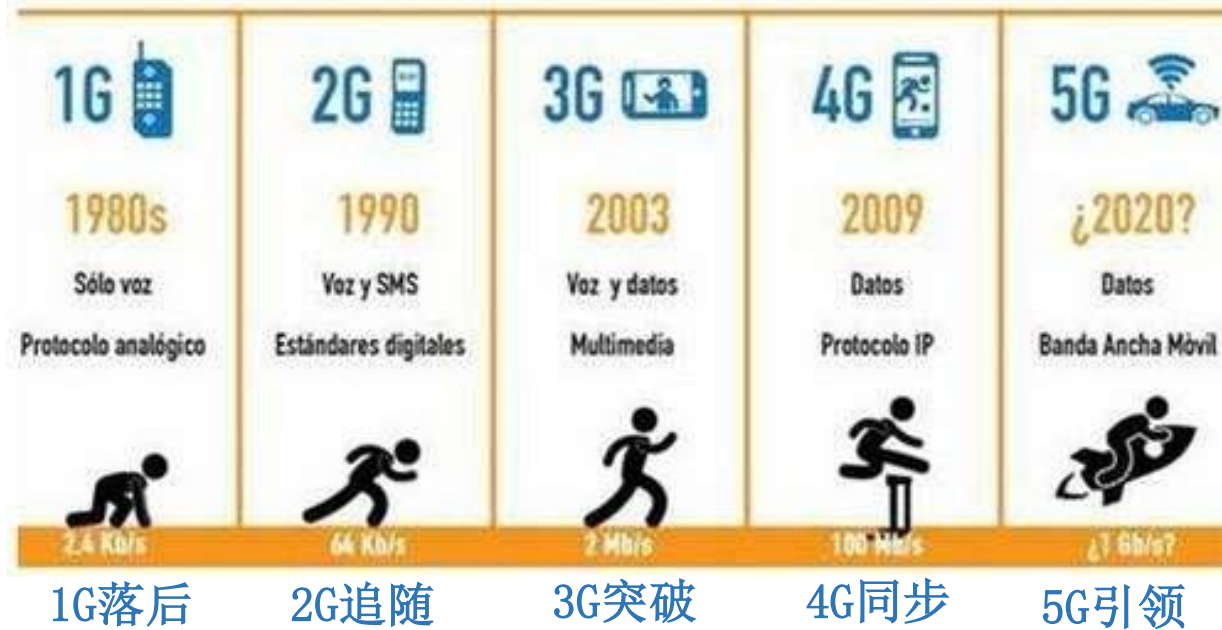 1G
2G
3G
4G
5G
1980s
1990
2003
2009
¿2020?
Sólo voz
Voz y SMS
Voz y datos
Datos
Datos
Protocolo analógico
Estándares digitales
Multimedia
Protocolo IP
Banda Ancha Mòvil
2.4 Kb/s
64 Kb/s
2 Mb/s
100 Mb/s
¿1 Gb/s?
1G落后
2G追随
3G突破
4G同步
5G引领